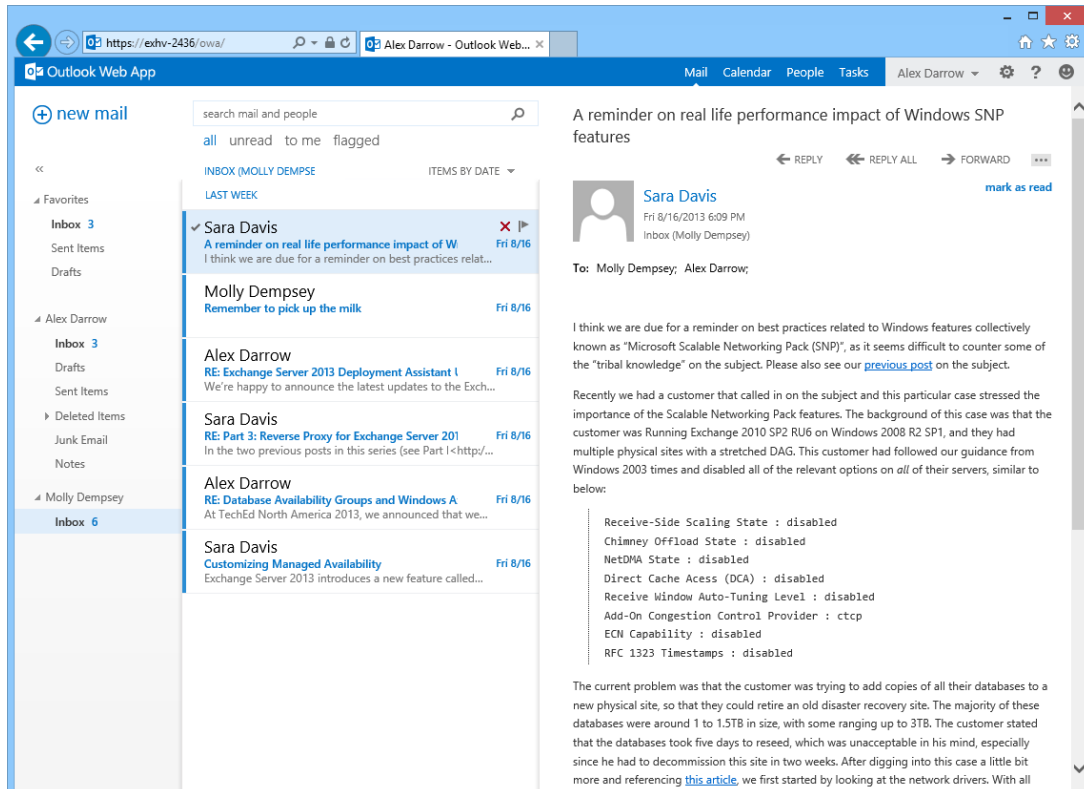 https://exhv-2436/owa/
Alex Darrow - Outlook Web...
Outlook Web App
Mail Calendar People Tasks Alex Darrow
new mail
search mail and people
all unread to me flagged
INBOX (MOLLY DEMPSE ITEMS BY DATE
LAST WEEK
Favorites
Inbox 3
Sent Items
Drafts
Alex Darrow
Inbox 3
Drafts
Sent Items
Deleted Items
Junk Email
Notes
Molly Dempsey
Inbox 6
Sara Davis
A reminder on real life performance impact of Wi Fri 8/16
I think we are due for a reminder on best practices relat...
Molly Dempsey
Remember to pick up the milk Fri 8/16
Alex Darrow
RE: Exchange Server 2013 Deployment Assistant U Fri 8/16
We're happy to announce the latest updates to the Exch...
Sara Davis
RE: Part 3: Reverse Proxy for Exchange Server 201 Fri 8/16
In the two previous posts in this series (see Part I<http:/...
Alex Darrow
RE: Database Availability Groups and Windows A Fri 8/16
At TechEd North America 2013, we announced that we...
Sara Davis
Customizing Managed Availability Fri 8/16
Exchange Server 2013 introduces a new feature called...
A reminder on real life performance impact of Windows SNP
features
REPLY REPLY ALL FORWARD ...
mark as read
Sara Davis
Fri 8/16/2013 6:09 PM
Inbox (Molly Dempsey)
To: Molly Dempsey; Alex Darrow;
I think we are due for a reminder on best practices related to Windows features collectively
known as “Microsoft Scalable Networking Pack (SNP)”, as it seems difficult to counter some of
the “tribal knowledge” on the subject. Please also see our previous post on the subject.
Recently we had a customer that called in on the subject and this particular case stressed the
importance of the Scalable Networking Pack features. The background of this case was that the
customer was Running Exchange 2010 SP2 RU6 on Windows 2008 R2 SP1, and they had
multiple physical sites with a stretched DAG. This customer had followed our guidance from
Windows 2003 times and disabled all of the relevant options on all of their servers, similar to
below:
Receive-Side Scaling State : disabled
Chimney Offload State : disabled
NetDMA State : disabled
Direct Cache Acess (DCA) : disabled
Receive Window Auto-Tuning Level : disabled
Add-On Congestion Control Provider : ctcp
ECN Capability : disabled
RFC 1323 Timestamps : disabled
The current problem was that the customer was trying to add copies of all their databases to a
new physical site, so that they could retire an old disaster recovery site. The majority of these
databases were around 1 to 1.5TB in size, with some ranging up to 3TB. The customer stated
that the databases took five days to reseed, which was unacceptable in his mind, especially
since he had to decommission this site in two weeks. After digging into this case a little bit
more and referencing this article, we first started by looking at the network drivers. With all